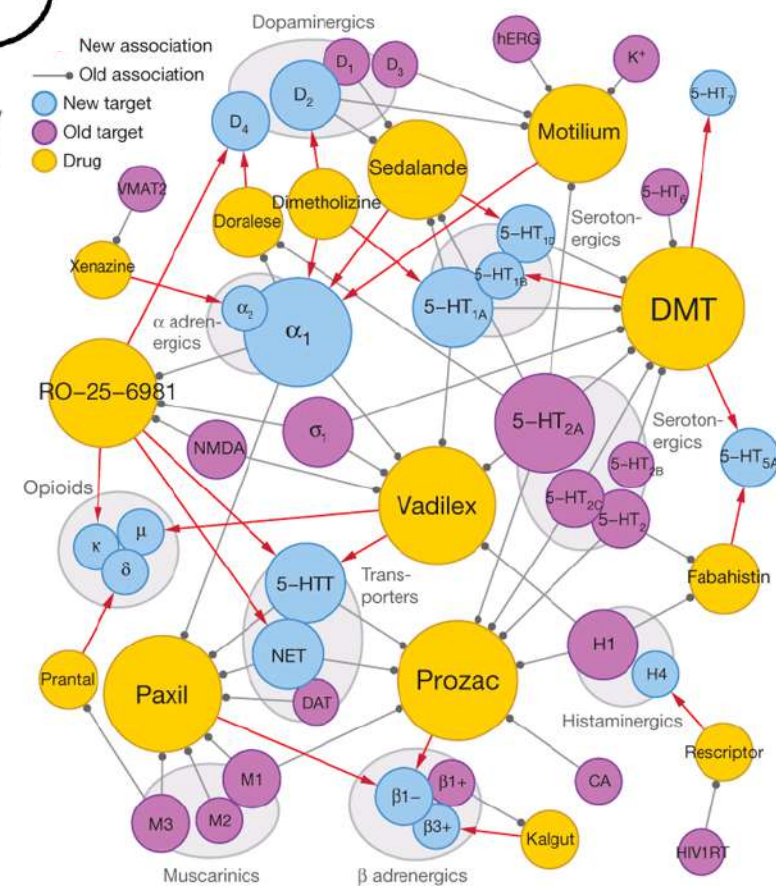 Dopaminergics
New association
Old association
New target
Old target
Drug
D1
D3
D2
D4
hERG
K+
5-HT7
Motilium
Sedalande
VMAT2
Doralese
Dimetholizine
5-HT6
Seroton-
ergics
5-HT1D
5-HT1B
5-HT1A
DMT
Xenazine
α2
α1
α adren-
ergics
RO-25-6981
σ1
NMDA
5-HT2A
Seroton-
ergics
5-HT2B
5-HT2C
5-HT2
5-HT5A
Opioids
κ
μ
δ
Vadilex
Fabahistin
5-HTT
Trans-
porters
NET
DAT
H1
H4
Histaminergics
Prantal
Paxil
Prozac
Rescriptor
M1
M2
M3
Muscarinics
β1-
β1+
β3+
β adrenergics
CA
Kalgut
HIV1RT